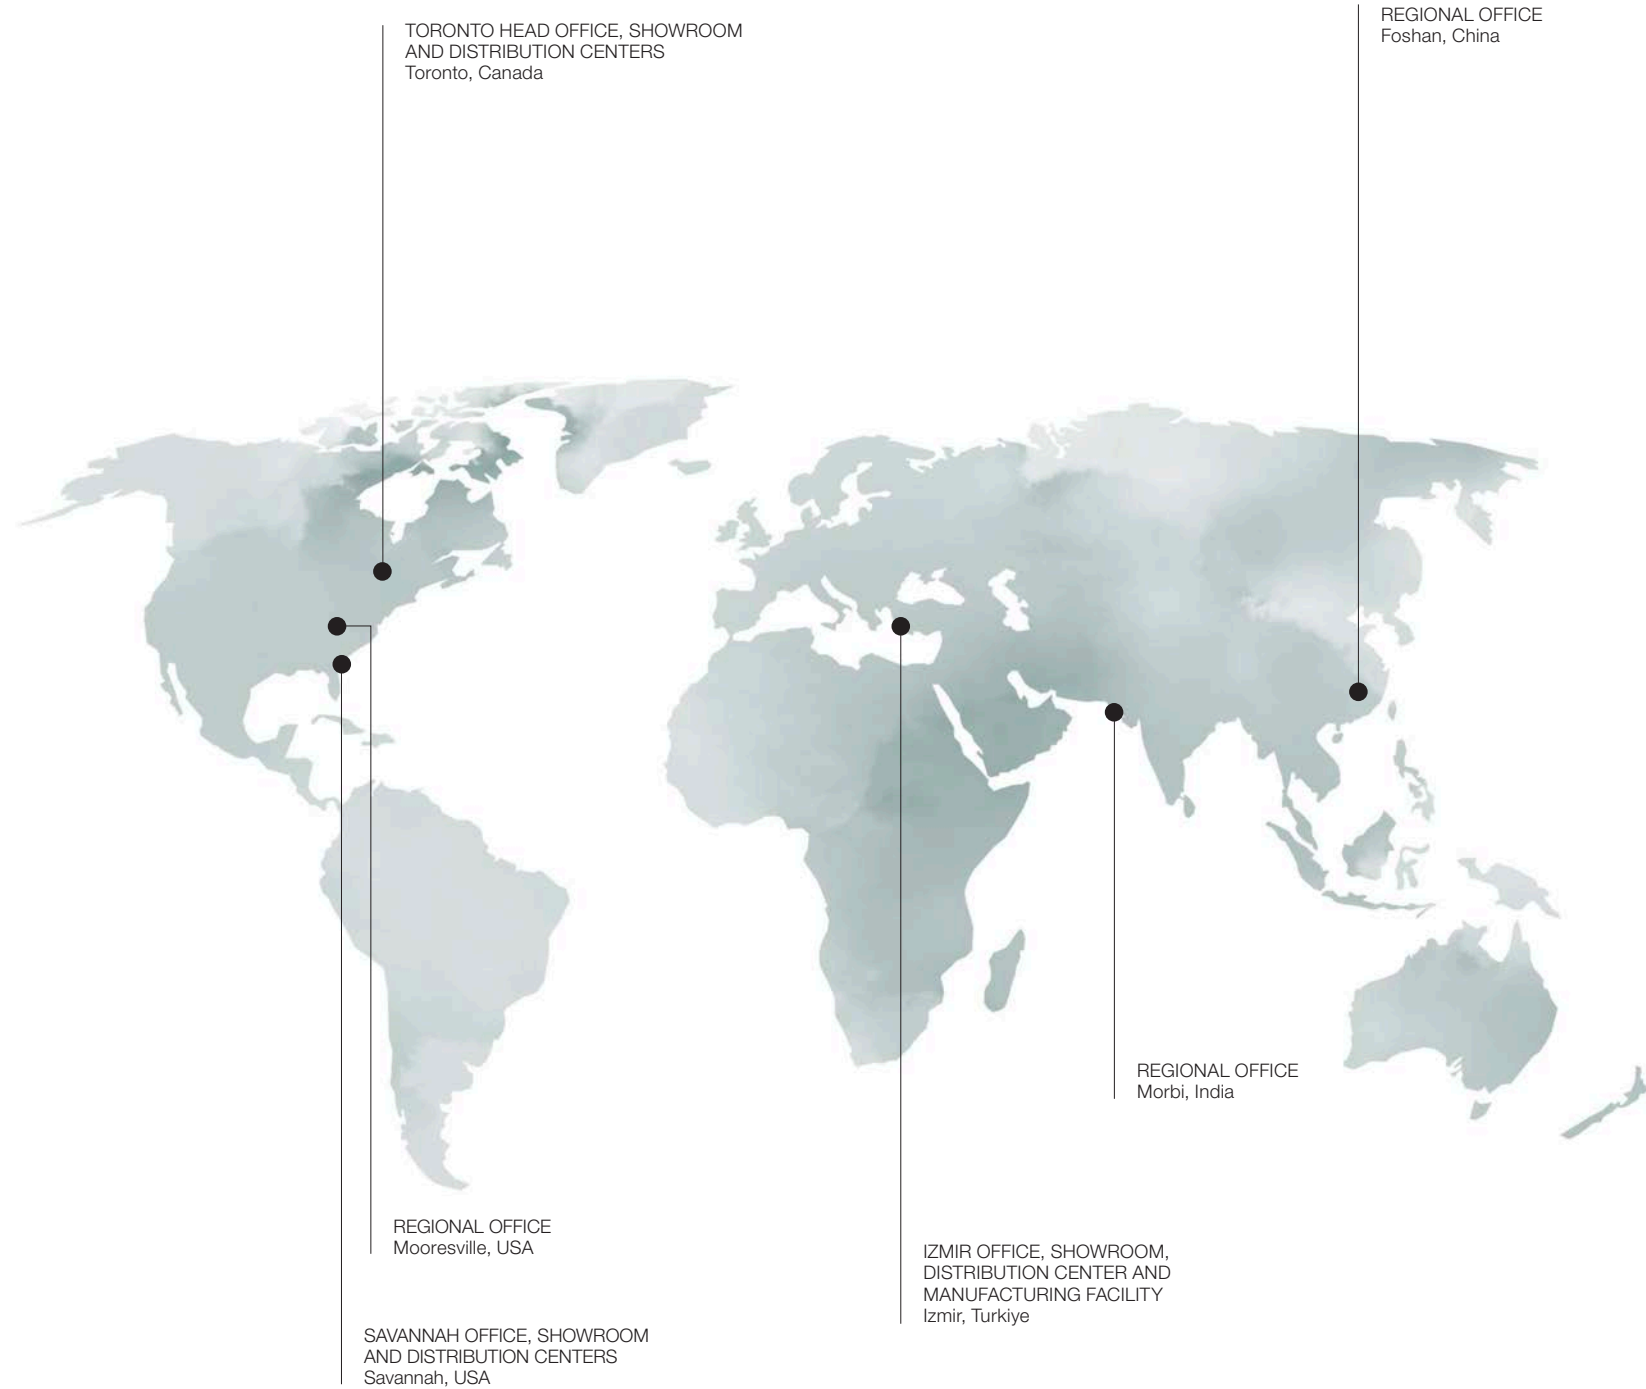 TORONTO HEAD OFFICE, SHOWROOM
AND DISTRIBUTION CENTERS
Toronto, Canada
REGIONAL OFFICE
Foshan, China
REGIONAL OFFICE
Morbi, India
REGIONAL OFFICE
Mooresville, USA
IZMIR OFFICE, SHOWROOM,
DISTRIBUTION CENTER AND
MANUFACTURING FACILITY
Izmir, Turkiye
SAVANNAH OFFICE, SHOWROOM
AND DISTRIBUTION CENTERS
Savannah, USA